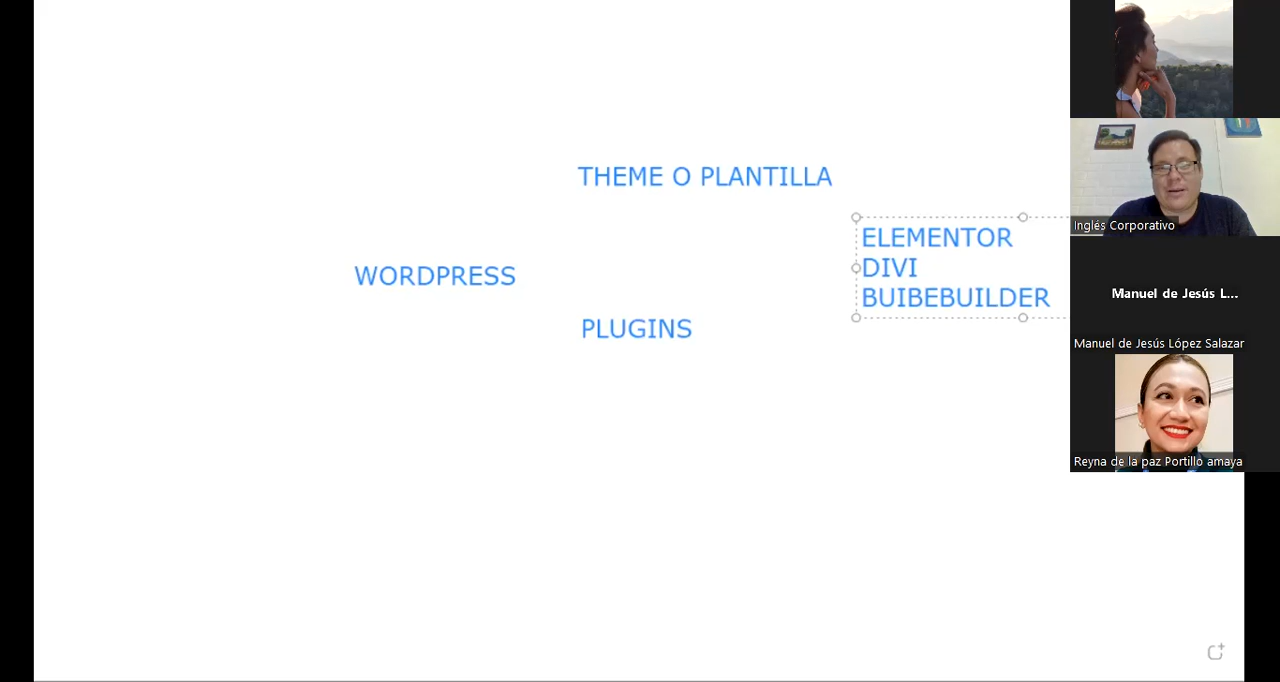 THEME O PLANTILLA
ELEMENTOR
DIVI
BUIBEBUILDER
WORDPRESS
PLUGINS
Inglés Corporativo
Manuel de Jesús L...
Manuel de Jesús López Salazar
Reyna de la paz Portillo amaya